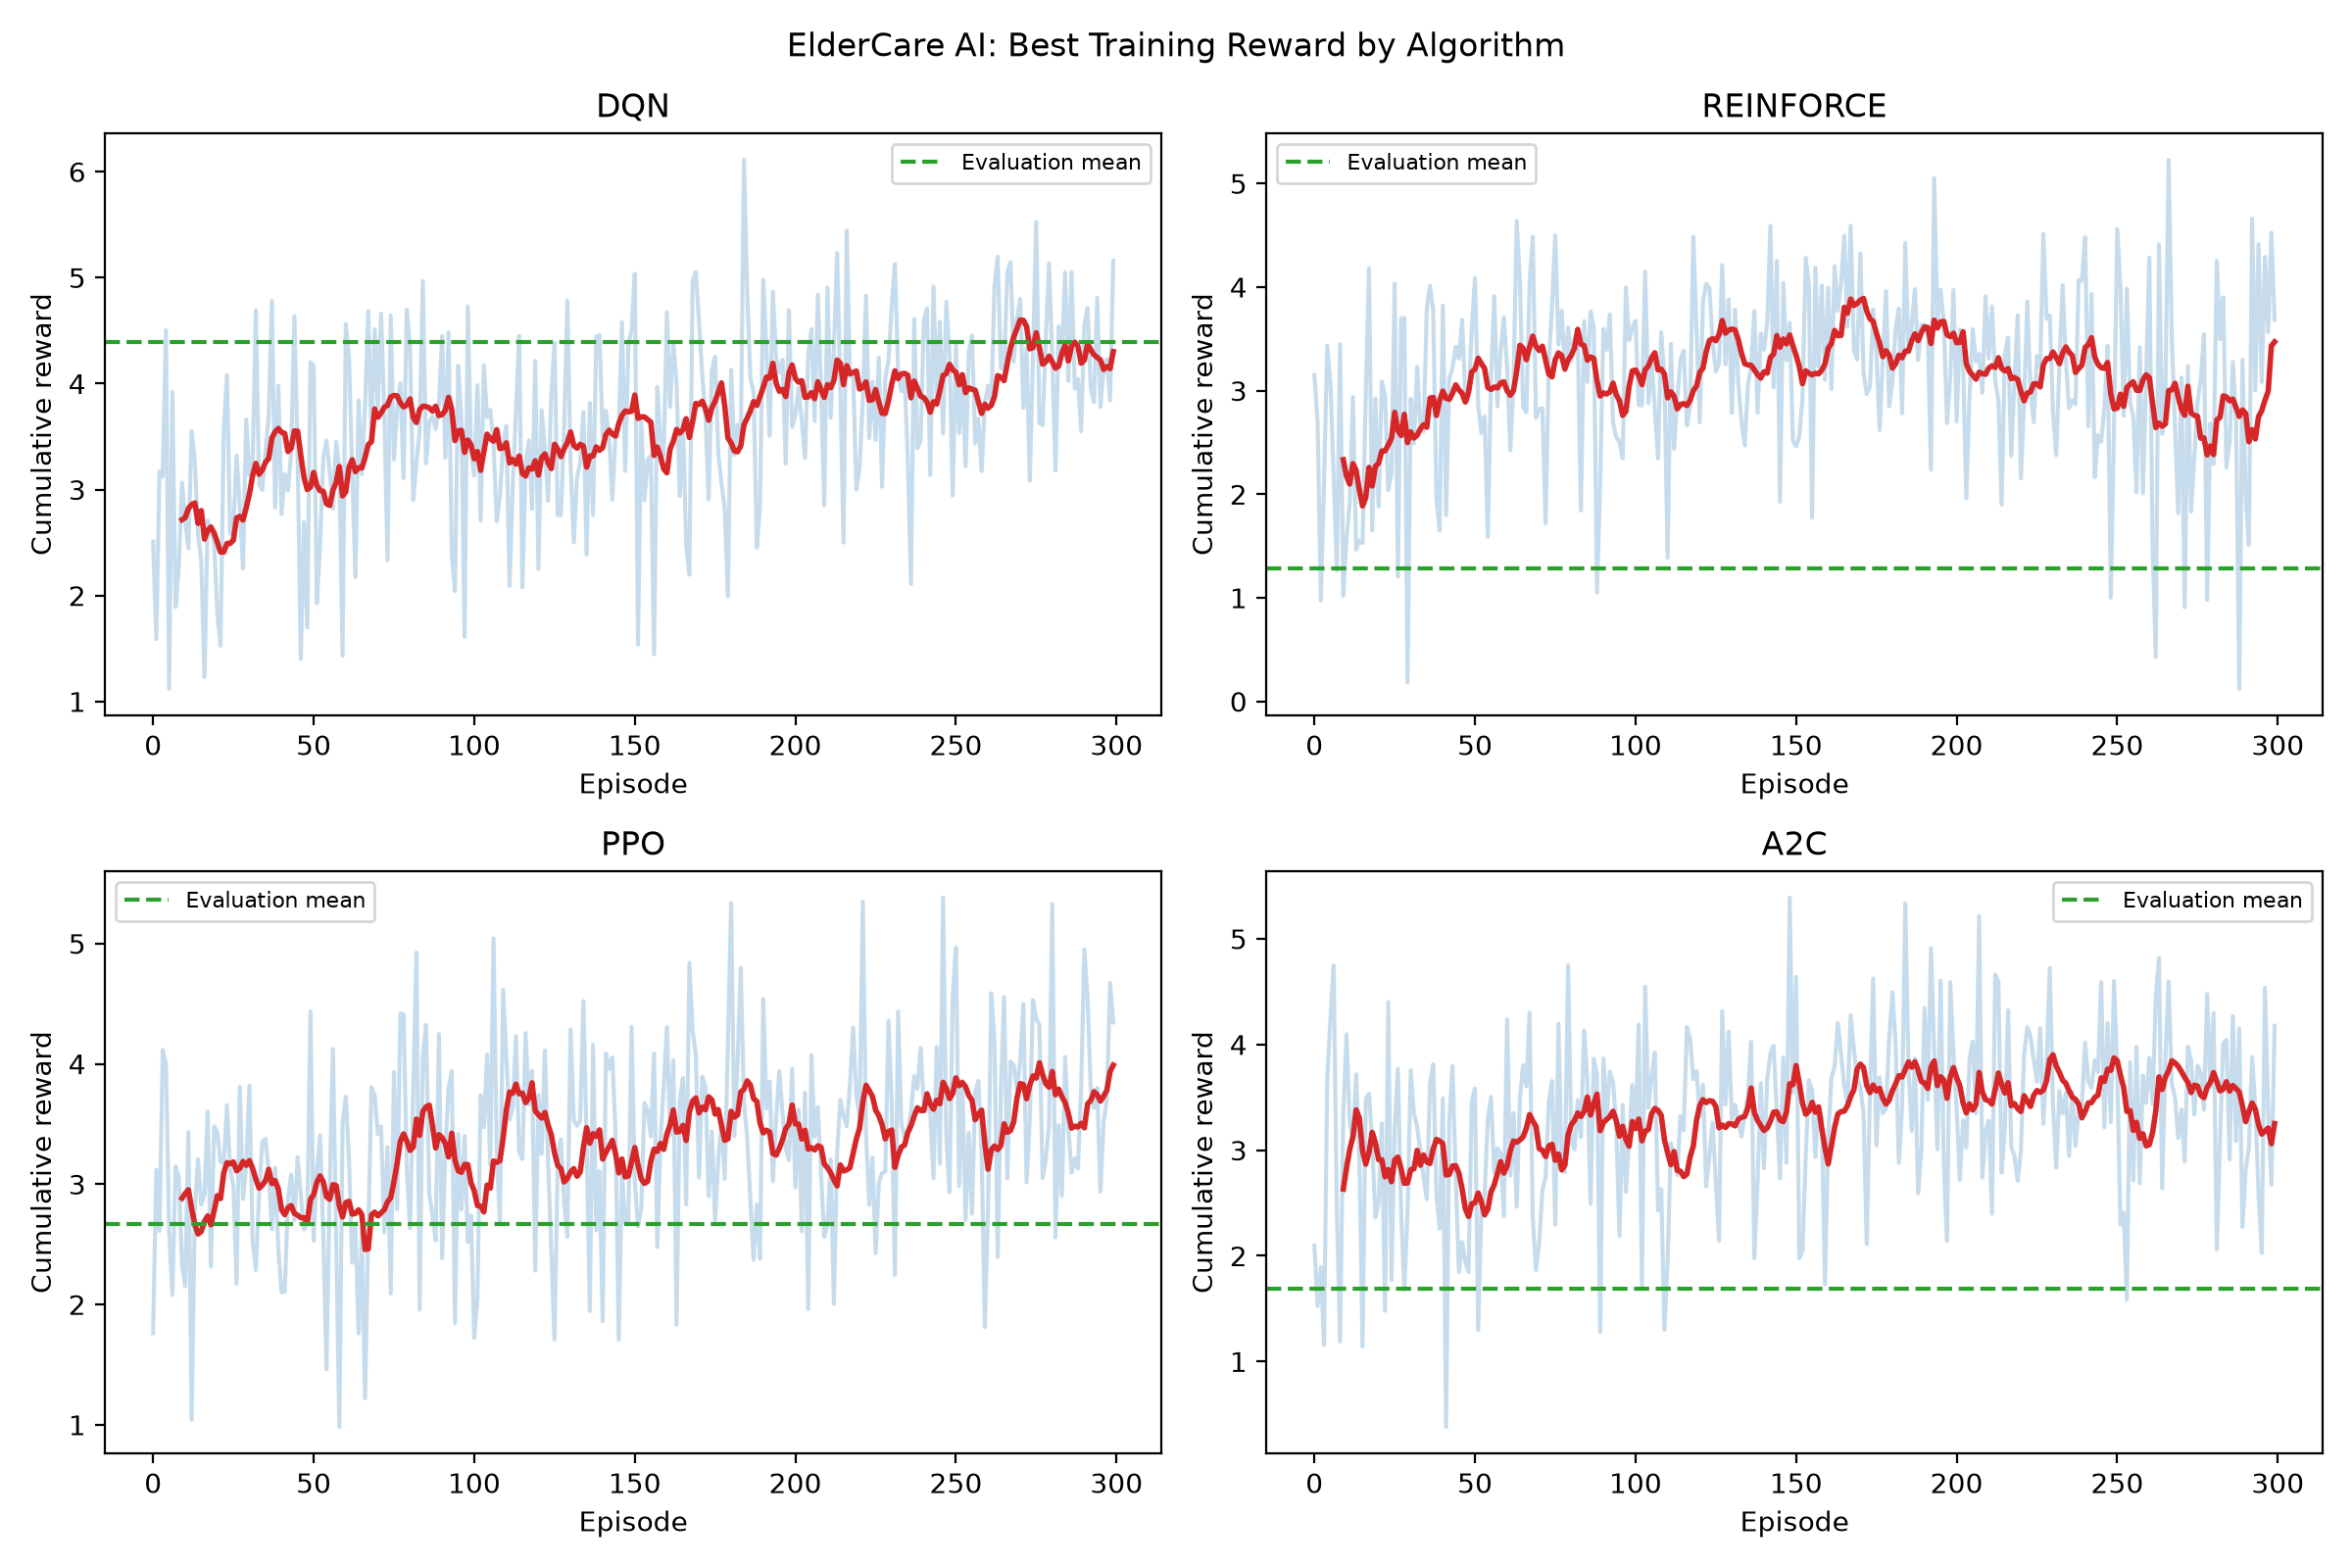 ElderCare AI: Best Training Reward by Algorithm
DQN
Evaluation mean
Cumulative reward
6
5
4
3
2
1
0 50 100 150 200 250 300
Episode
REINFORCE
Evaluation mean
Cumulative reward
5
4
3
2
1
0
0 50 100 150 200 250 300
Episode
PPO
Evaluation mean
Cumulative reward
5
4
3
2
1
0 50 100 150 200 250 300
Episode
A2C
Evaluation mean
Cumulative reward
5
4
3
2
1
0 50 100 150 200 250 300
Episode